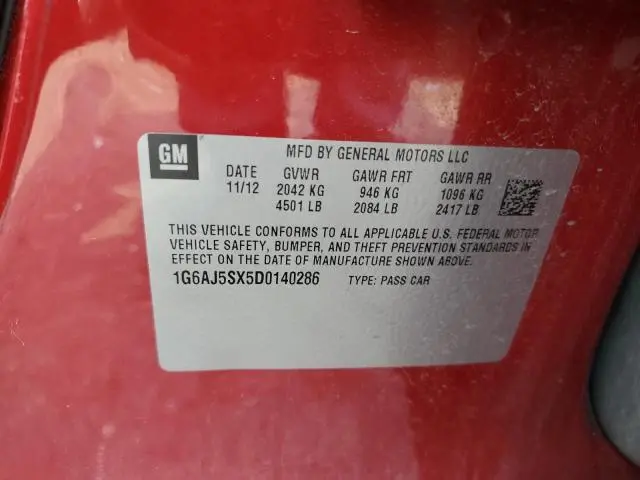 GM
MFD BY GENERAL MOTORS LLC
DATE GVWR GAWR FRT GAWR RR
11/12 2042 KG 946 KG 1096 KG
4501 LB 2084 LB 2417 LB
THIS VEHICLE CONFORMS TO ALL APPLICABLE U.S. FEDERAL MOTOR
VEHICLE SAFETY, BUMPER, AND THEFT PREVENTION STANDARDS IN
EFFECT ON THE DATE OF MANUFACTURE SHOWN ABOVE.
1G6AJ5SX5D0140286 TYPE: PASS CAR